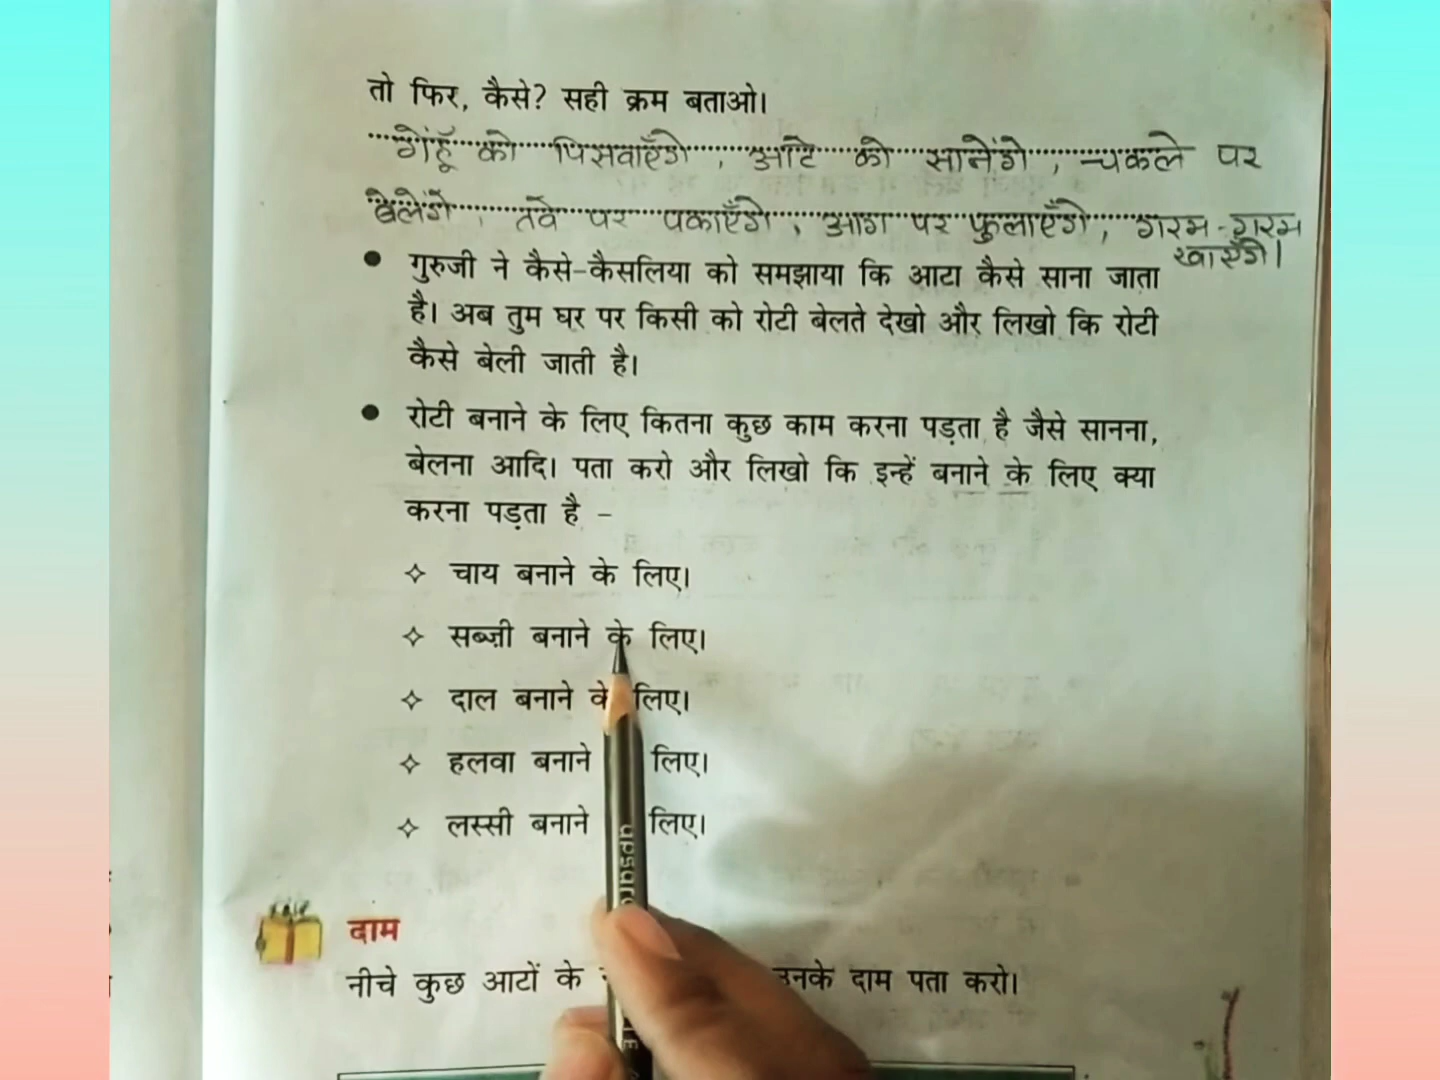 तो फिर, कैसे? सही क्रम बताओ।
गेंहूँ को पिसवाएँगे, आटे को सानेंगे, चकले पर
बेलेंगे, तवे पर पकाएँगे, आग पर फुलाएँगे, गरम-गरम
खाएँगे।
गुरुजी ने कैसे-कैसलिया को समझाया कि आटा कैसे साना जाता
है। अब तुम घर पर किसी को रोटी बेलते देखो और लिखो कि रोटी
कैसे बेली जाती है।
रोटी बनाने के लिए कितना कुछ काम करना पड़ता है जैसे सानना,
बेलना आदि। पता करो और लिखो कि इन्हें बनाने के लिए क्या
करना पड़ता है –
चाय बनाने के लिए।
सब्ज़ी बनाने के लिए।
दाल बनाने के लिए।
हलवा बनाने लिए।
लस्सी बनाने लिए।
दाम
नीचे कुछ आटों के उनके दाम पता करो।
apsara